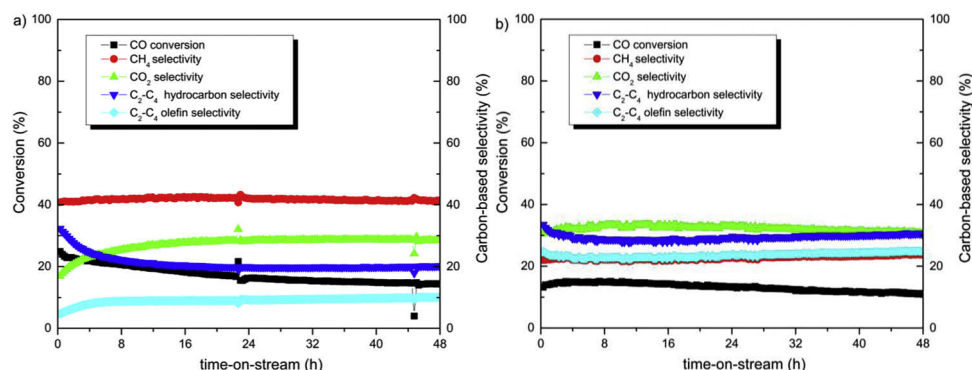 a)
100
80
60
40
20
0
Conversion (%)
CO conversion
CH₄ selectivity
CO₂ selectivity
C₂-C₄ hydrocarbon selectivity
C₂-C₄ olefin selectivity
100
80
60
40
20
0
Carbon-based selectivity (%)
0 8 16 24 32 40 48
time-on-stream (h)
b)
100
80
60
40
20
0
Conversion (%)
CO conversion
CH₄ selectivity
CO₂ selectivity
C₂-C₄ hydrocarbon selectivity
C₂-C₄ olefin selectivity
100
80
60
40
20
0
Carbon-based selectivity (%)
0 8 16 24 32 40 48
time-on-stream (h)